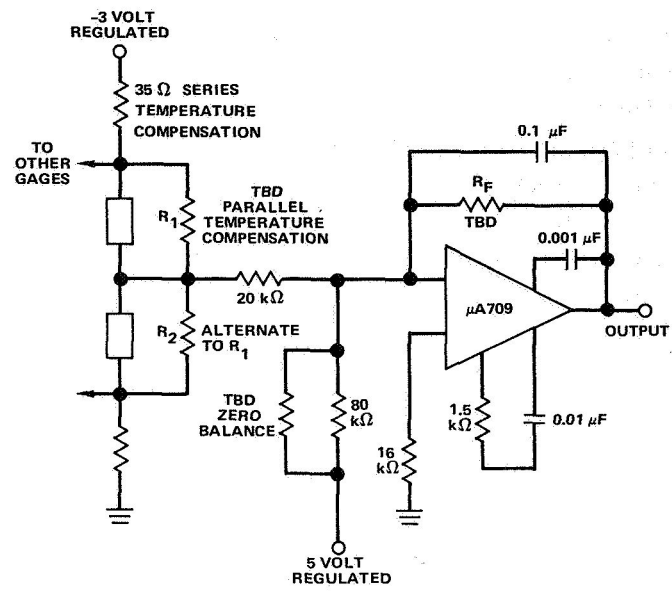 –3 VOLT
REGULATED
35 Ω SERIES
TEMPERATURE
COMPENSATION
TO
OTHER
GAGES
R1
TBD
PARALLEL
TEMPERATURE
COMPENSATION
20 kΩ
R2
ALTERNATE
TO R1
TBD
ZERO
BALANCE
80
kΩ
5 VOLT
REGULATED
0.1 μF
RF
TBD
0.001 μF
μA709
OUTPUT
1.5
kΩ
0.01 μF
16
kΩ